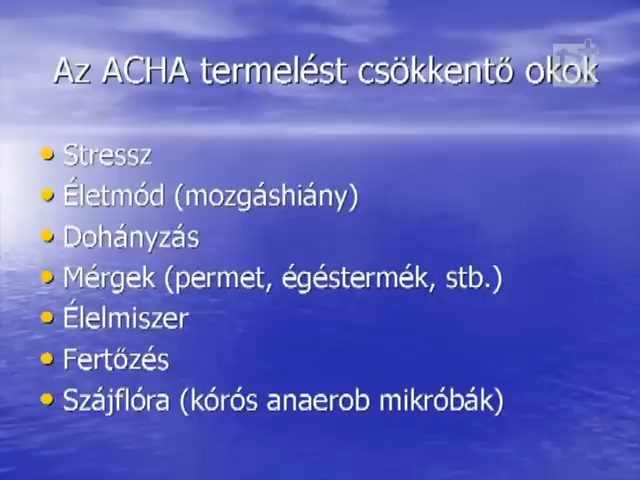 Az ACHA termelést csökkentő okok
Stressz
Életmód (mozgáshiány)
Dohányzás
Mérgek (permet, égéstermék, stb.)
Élelmiszer
Fertőzés
Szájflóra (kórós anaerob mikróbák)